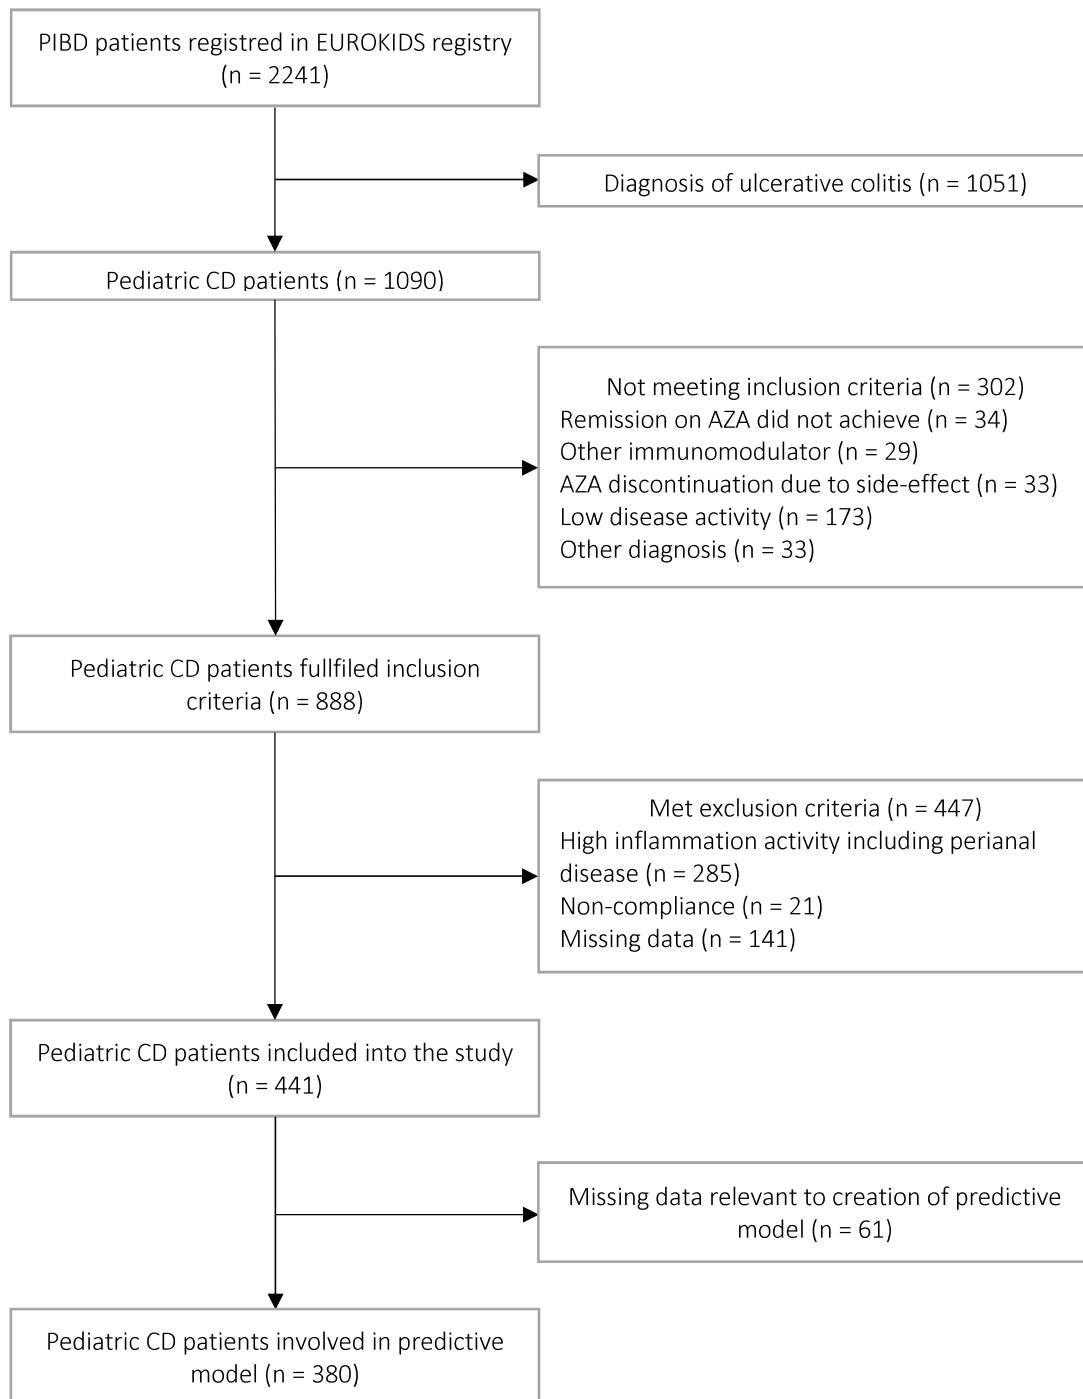 PIBD patients registred in EUROKIDS registry
(n = 2241)
Diagnosis of ulcerative colitis (n = 1051)
Pediatric CD patients (n = 1090)
Not meeting inclusion criteria (n = 302)
Remission on AZA did not achieve (n = 34)
Other immunomodulator (n = 29)
AZA discontinuation due to side-effect (n = 33)
Low disease activity (n = 173)
Other diagnosis (n = 33)
Pediatric CD patients fullfiled inclusion
criteria (n = 888)
Met exclusion criteria (n = 447)
High inflammation activity including perianal
disease (n = 285)
Non-compliance (n = 21)
Missing data (n = 141)
Pediatric CD patients included into the study
(n = 441)
Missing data relevant to creation of predictive
model (n = 61)
Pediatric CD patients involved in predictive
model (n = 380)